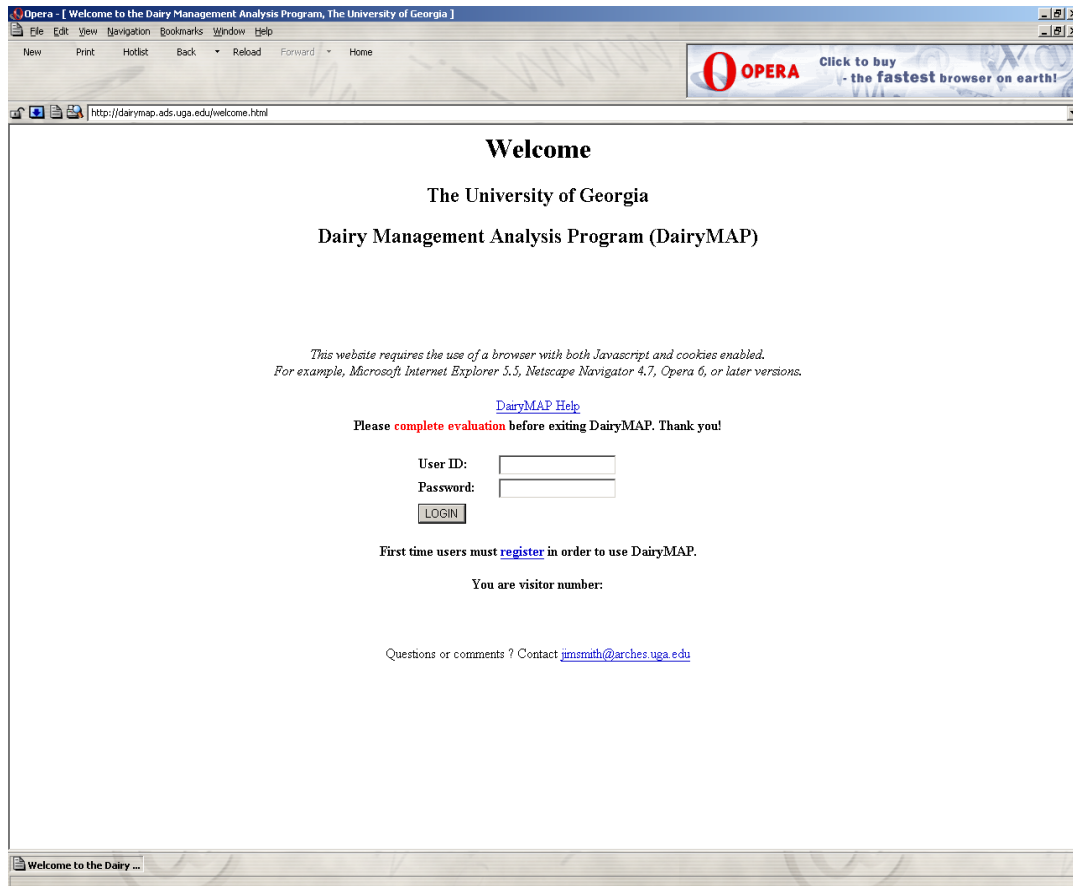 Opera - [ Welcome to the Dairy Management Analysis Program, The University of Georgia ]
File Edit View Navigation Bookmarks Window Help
New Print Hotlist Back Reload Forward Home
OPERA
Click to buy
- the fastest browser on earth!
http://dairymap.ads.uga.edu/welcome.html
Welcome
The University of Georgia
Dairy Management Analysis Program (DairyMAP)
This website requires the use of a browser with both Javascript and cookies enabled.
For example, Microsoft Internet Explorer 5.5, Netscape Navigator 4.7, Opera 6, or later versions.
DairyMAP Help
Please complete evaluation before exiting DairyMAP. Thank you!
User ID:
Password:
LOGIN
First time users must register in order to use DairyMAP.
You are visitor number:
Questions or comments ? Contact jimsmith@arches.uga.edu
Welcome to the Dairy ...